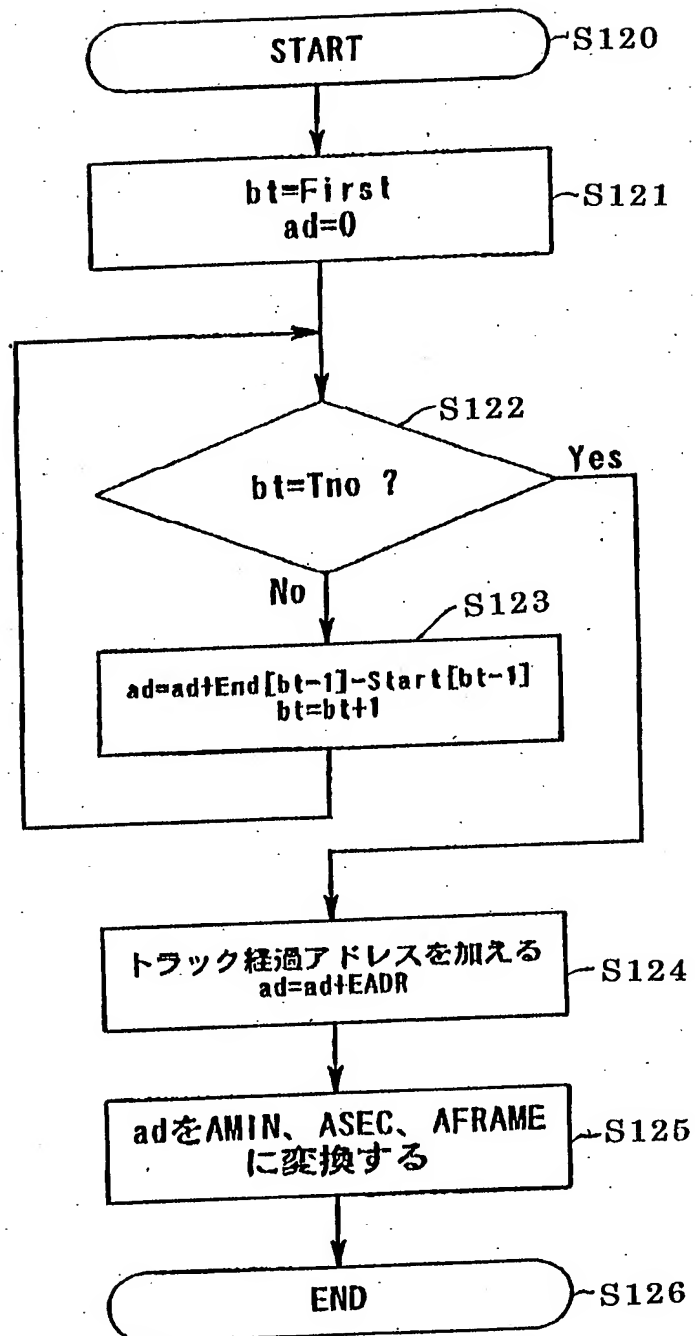 START
S120
bt=First
ad=0
S121
S122
bt=Tno ?
Yes
No
S123
ad=ad+End[bt-1]-Start[bt-1]
bt=bt+1
トラック経過アドレスを加える
ad=ad+EADR
S124
adをAMIN、ASEC、AFRAME
に変換する
S125
END
S126